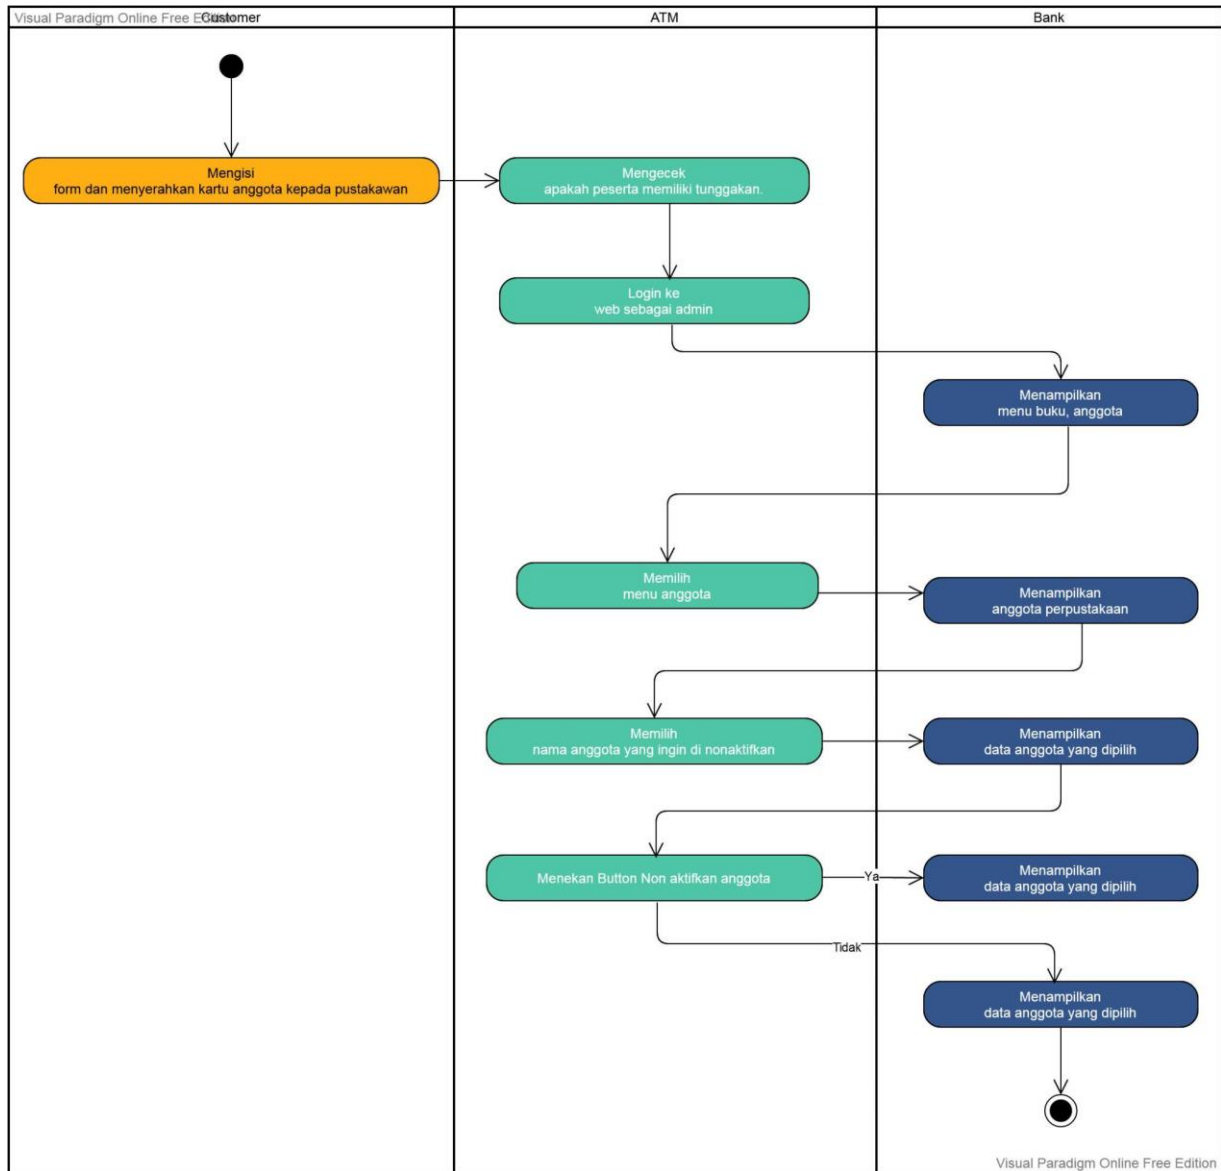 Visual Paradigm Online Free Edition
Customer
ATM
Bank
Mengisi
form dan menyerahkan kartu anggota kepada pustakawan
Mengecek
apakah peserta memiliki tunggakan.
Login ke
web sebagai admin
Menampilkan
menu buku, anggota
Memilih
menu anggota
Menampilkan
anggota perpustakaan
Memilih
nama anggota yang ingin di nonaktifkan
Menampilkan
data anggota yang dipilih
Menekan Button Non aktifkan anggota
Ya
Menampilkan
data anggota yang dipilih
Tidak
Menampilkan
data anggota yang dipilih
Visual Paradigm Online Free Edition